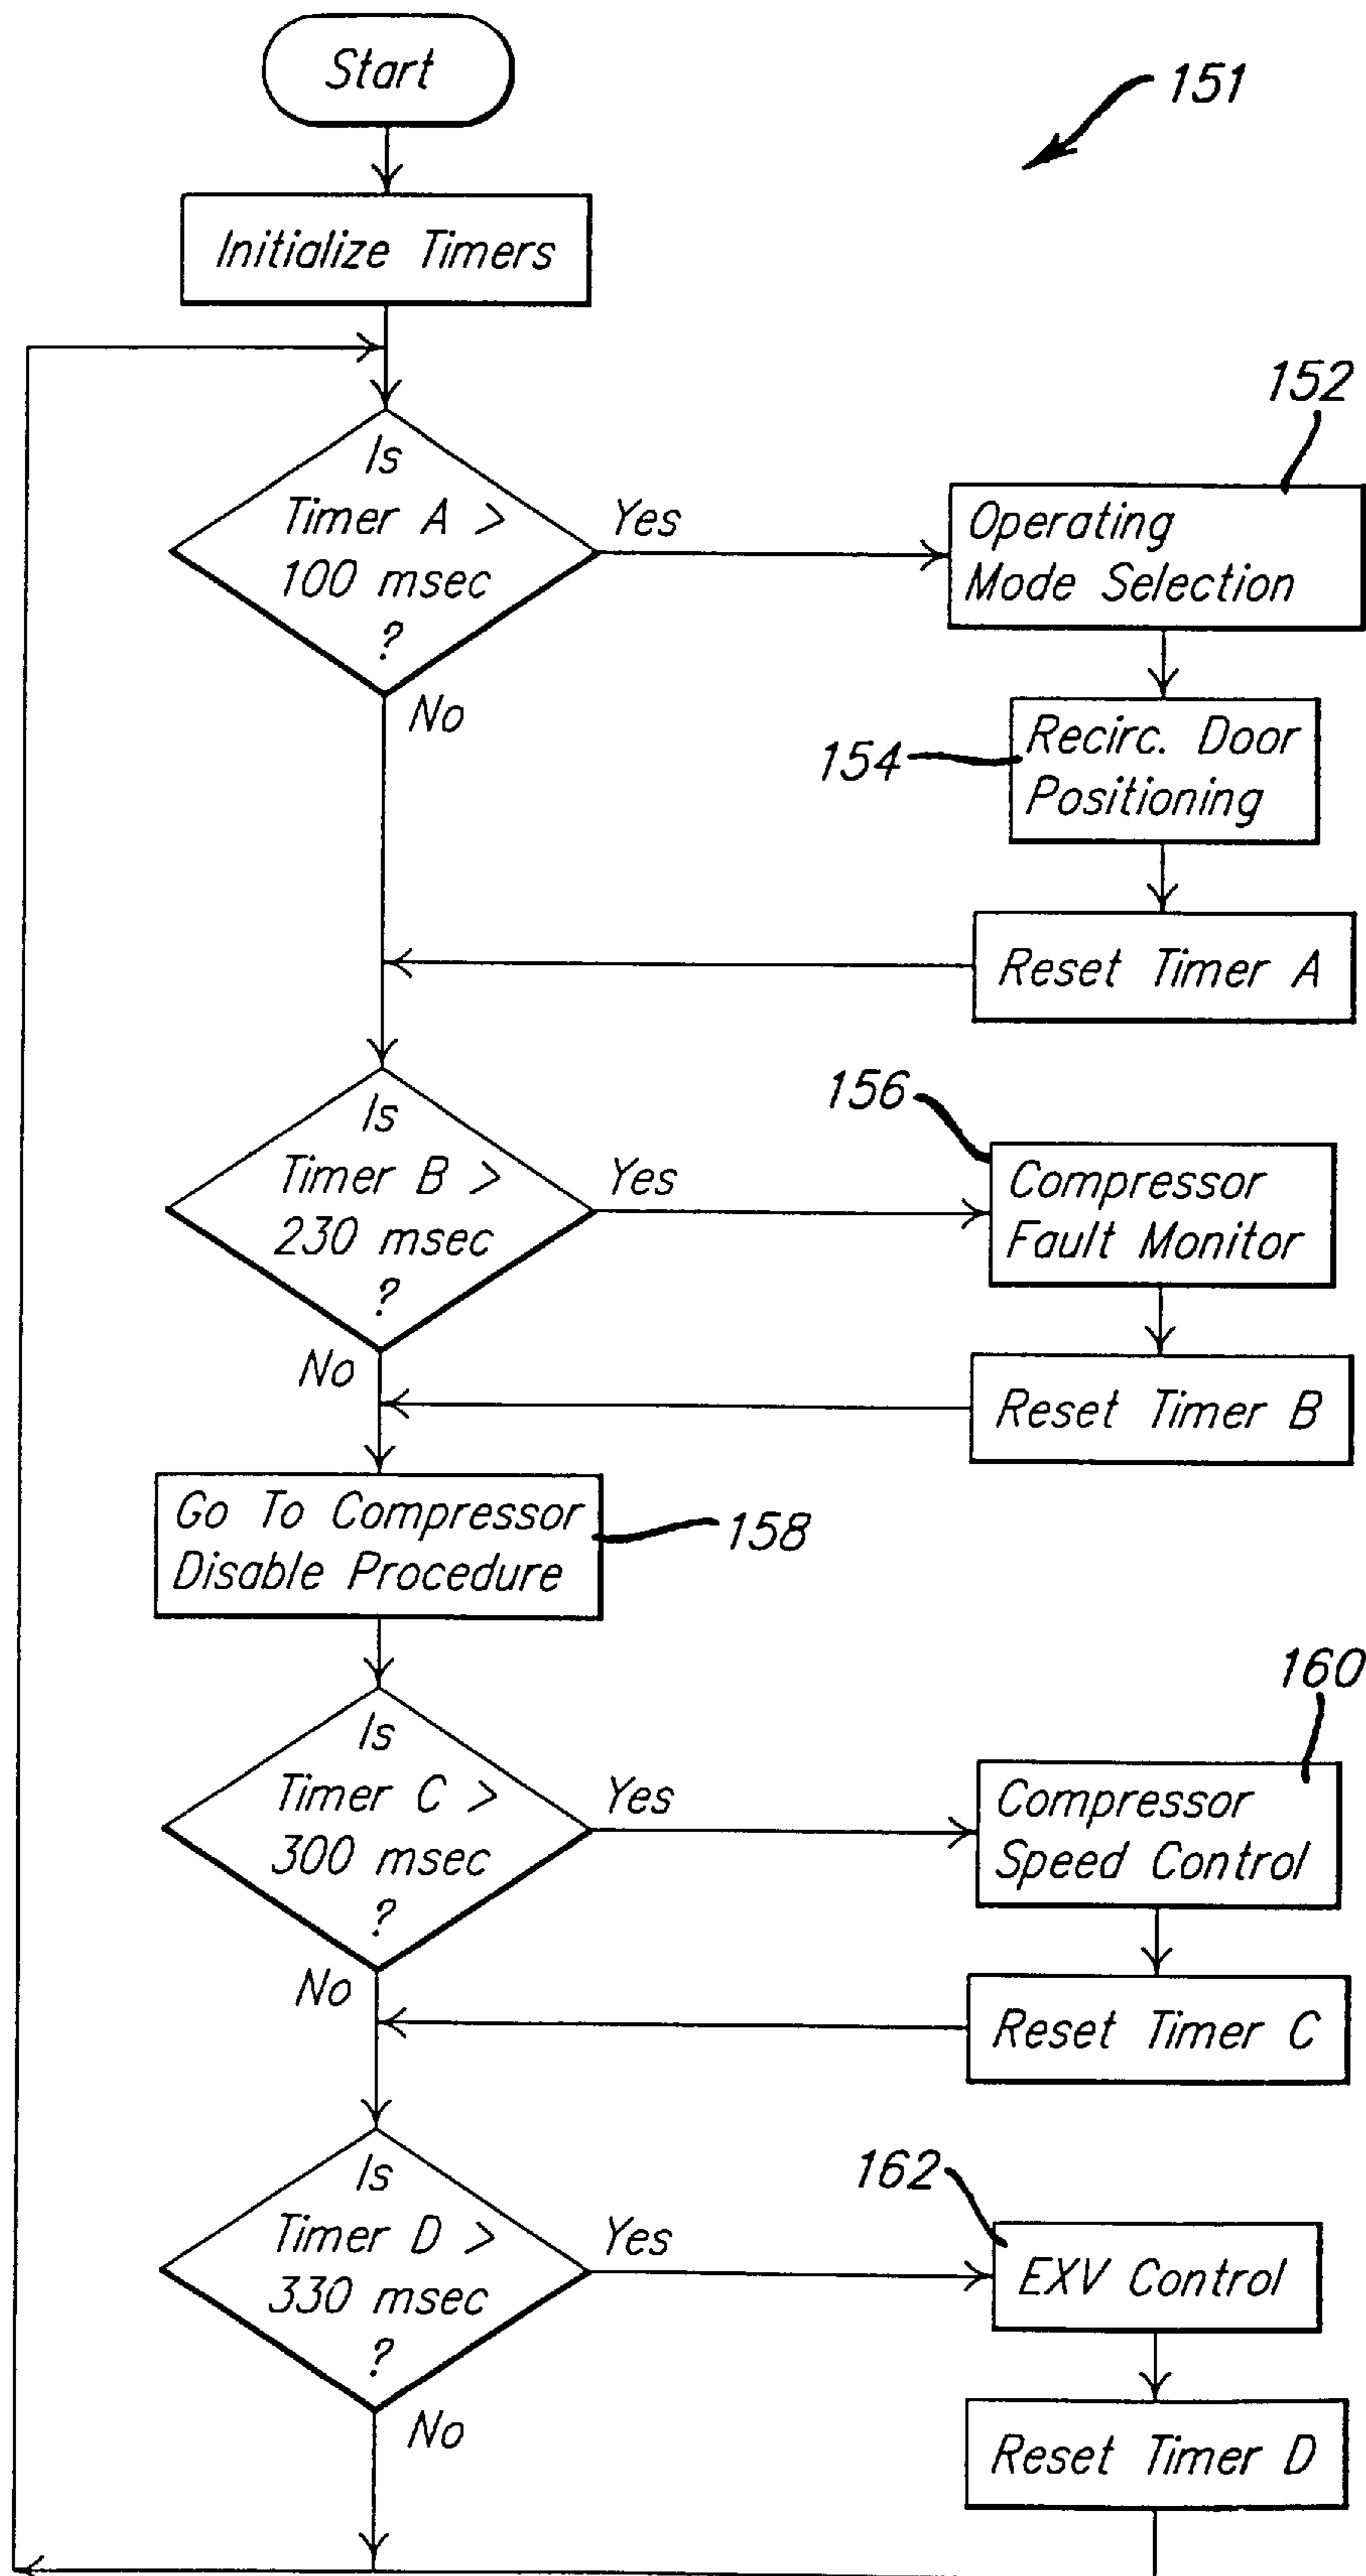 Start
151
Initialize Timers
Is
Timer A >
100 msec
?
Yes
No
152
Operating
Mode Selection
154
Recirc. Door
Positioning
Reset Timer A
Is
Timer B >
230 msec
?
Yes
No
156
Compressor
Fault Monitor
Reset Timer B
Go To Compressor
Disable Procedure
158
Is
Timer C >
300 msec
?
Yes
No
160
Compressor
Speed Control
Reset Timer C
Is
Timer D >
330 msec
?
Yes
No
162
EXV Control
Reset Timer D